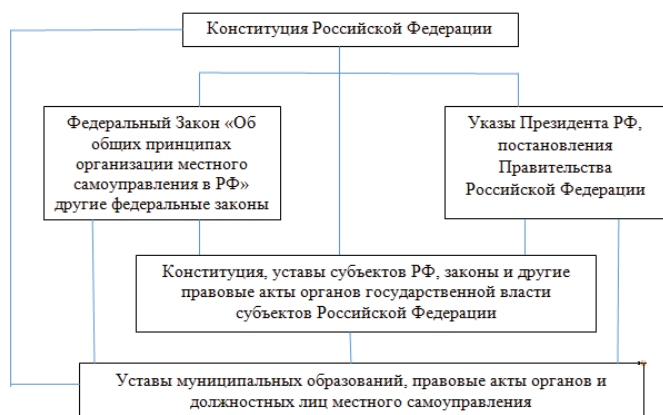 Конституция Российской Федерации
Федеральный Закон «Об
общих принципах
организации местного
самоуправления в РФ»
другие федеральные законы
Указы Президента РФ,
постановления
Правительства
Российской Федерации
Конституция, уставы субъектов РФ, законы и другие
правовые акты органов государственной власти
субъектов Российской Федерации
Уставы муниципальных образований, правовые акты органов и
должностных лиц местного самоуправления